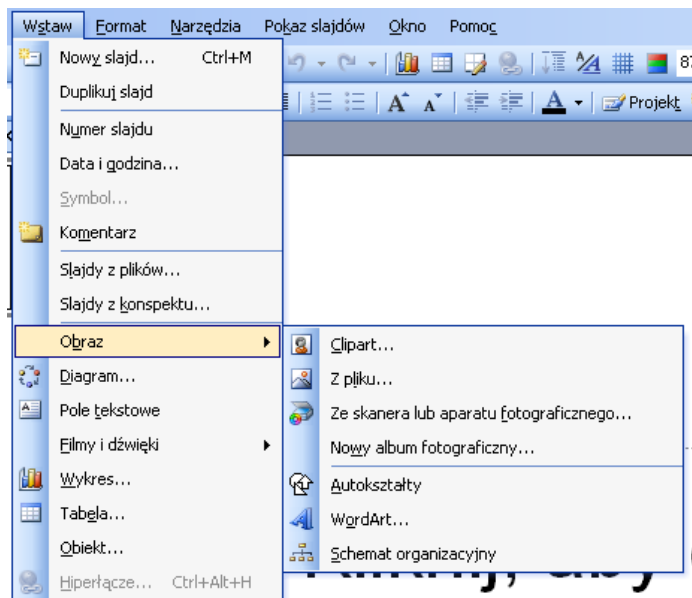 Wstaw Format Narzędzia Pokaz slajdów Okno Pomoc
Nowy slajd... Ctrl+M
Duplikuj slajd
Projekt
Numer slajdu
Data i godzina...
Symbol...
Komentarz
Slajdy z plików...
Slajdy z konspektu...
Obraz
Clipart...
Diagram...
Z pliku...
Pole tekstowe
Ze skanera lub aparatu fotograficznego...
Filmy i dźwięki
Nowy album fotograficzny...
Wykres...
Autokształty
Tabela...
WordArt...
Obiekt...
Schemat organizacyjny
Hiperłącze... Ctrl+Alt+H